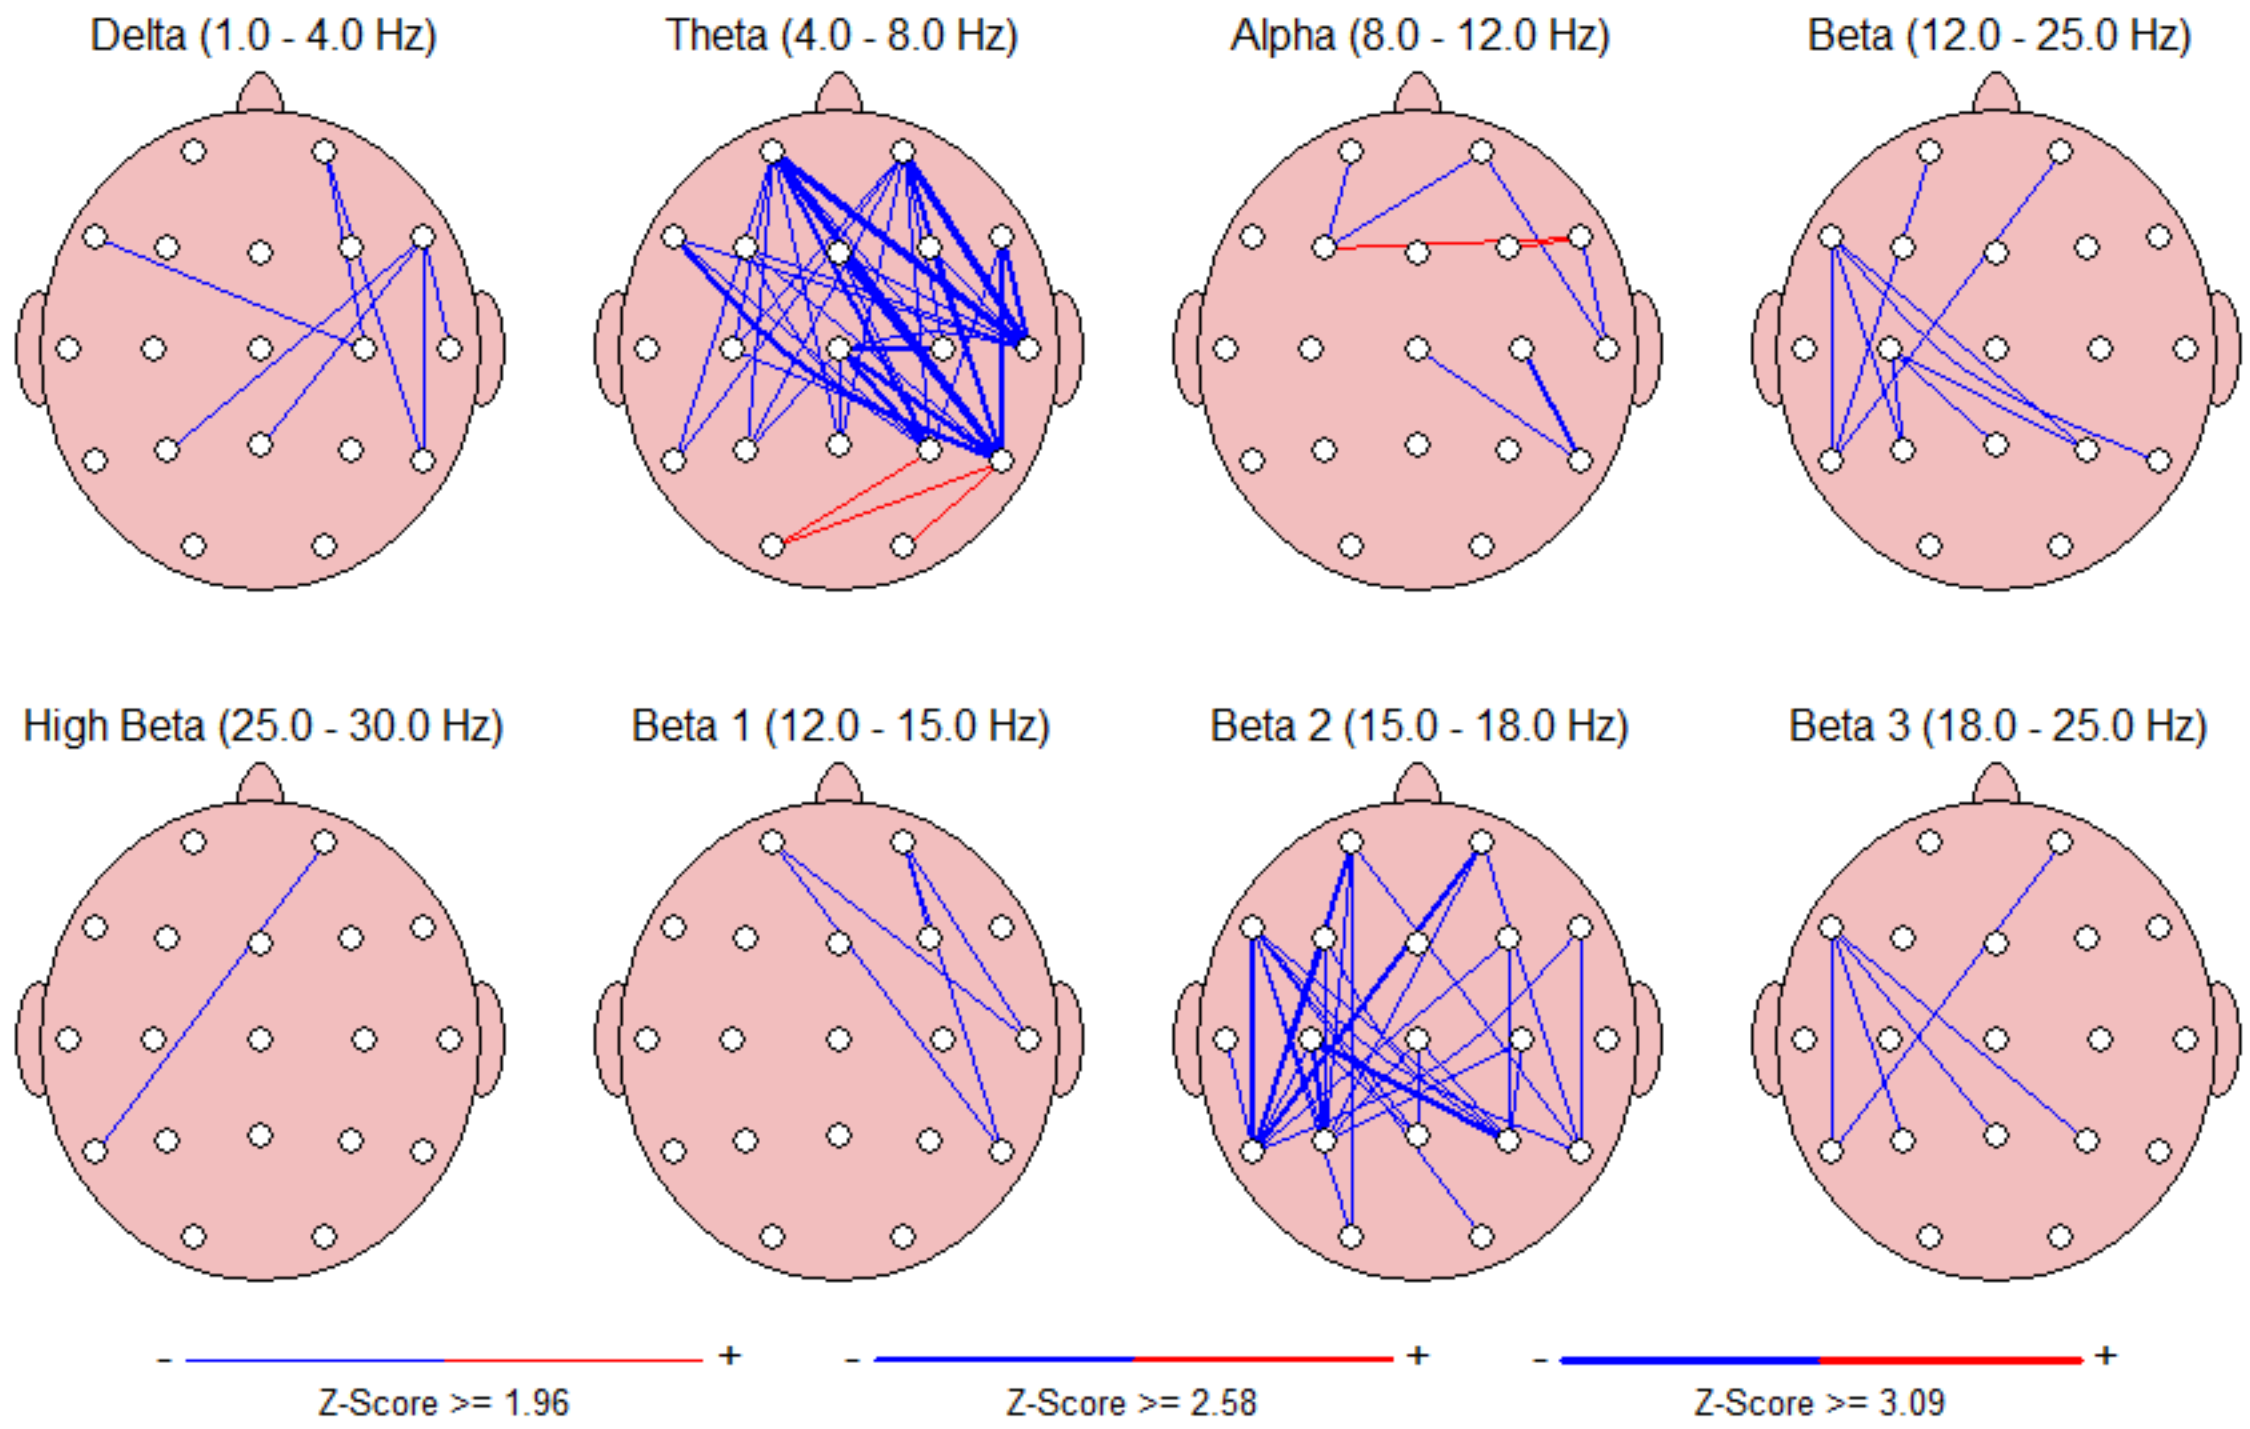 Delta (1.0 - 4.0 Hz)
Theta (4.0 - 8.0 Hz)
Alpha (8.0 - 12.0 Hz)
Beta (12.0 - 25.0 Hz)
High Beta (25.0 - 30.0 Hz)
Beta 1 (12.0 - 15.0 Hz)
Beta 2 (15.0 - 18.0 Hz)
Beta 3 (18.0 - 25.0 Hz)
- +
Z-Score >= 1.96
- +
Z-Score >= 2.58
- +
Z-Score >= 3.09